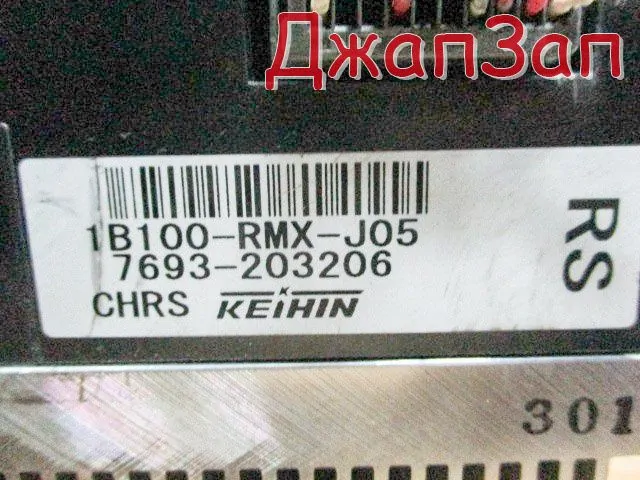 ДжапЗап
1B100-RMX-J05
7693-203206
CHRS KEIHIN
RS
301